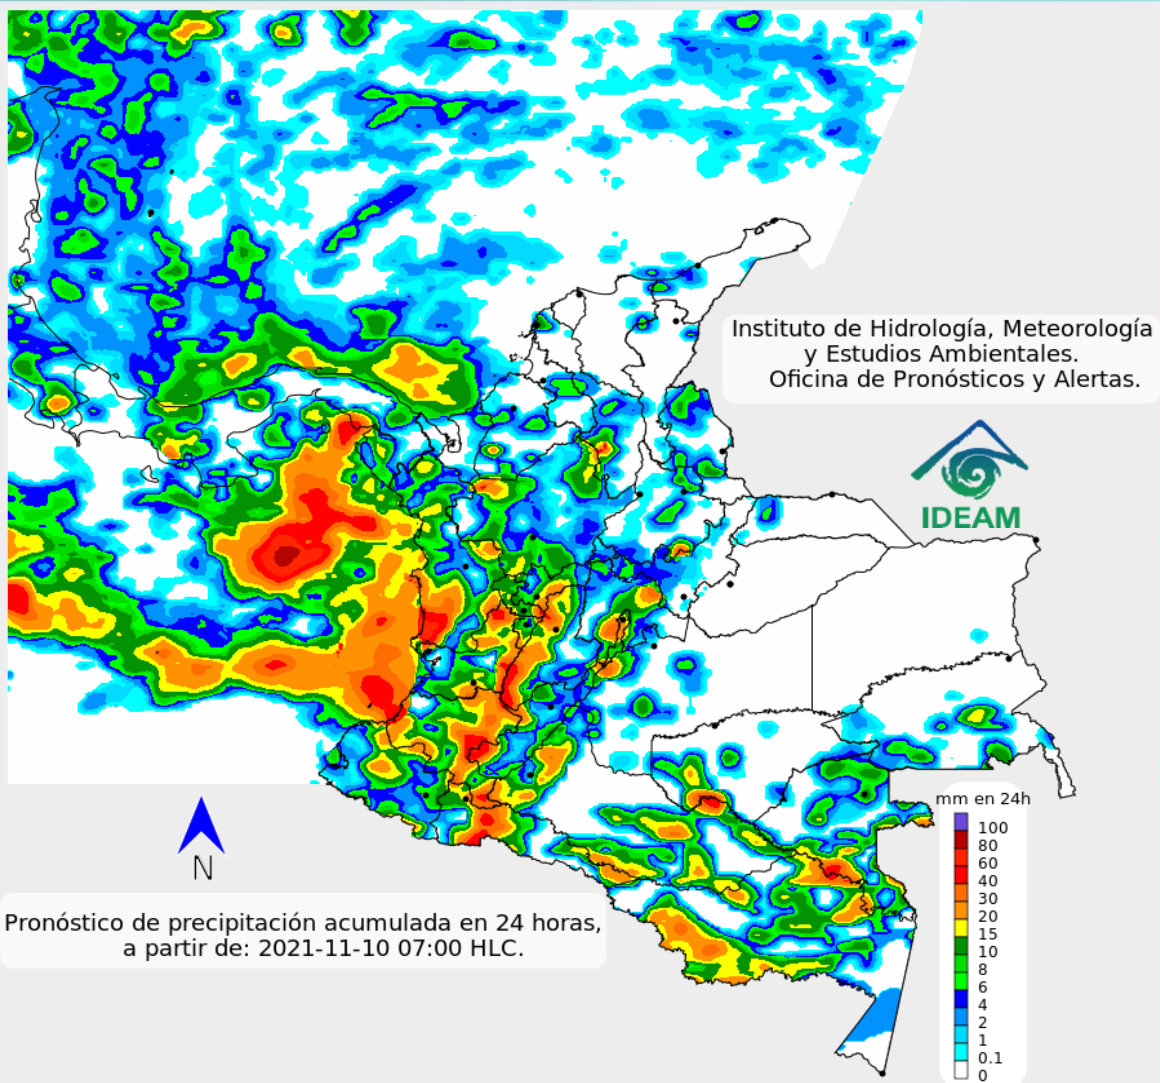 Instituto de Hidrología, Meteorología
y Estudios Ambientales.
Oficina de Pronósticos y Alertas.
IDEAM
mm en 24h
100
80
60
40
30
20
15
10
8
6
4
2
1
0.1
0
N
Pronóstico de precipitación acumulada en 24 horas,
a partir de: 2021-11-10 07:00 HLC.